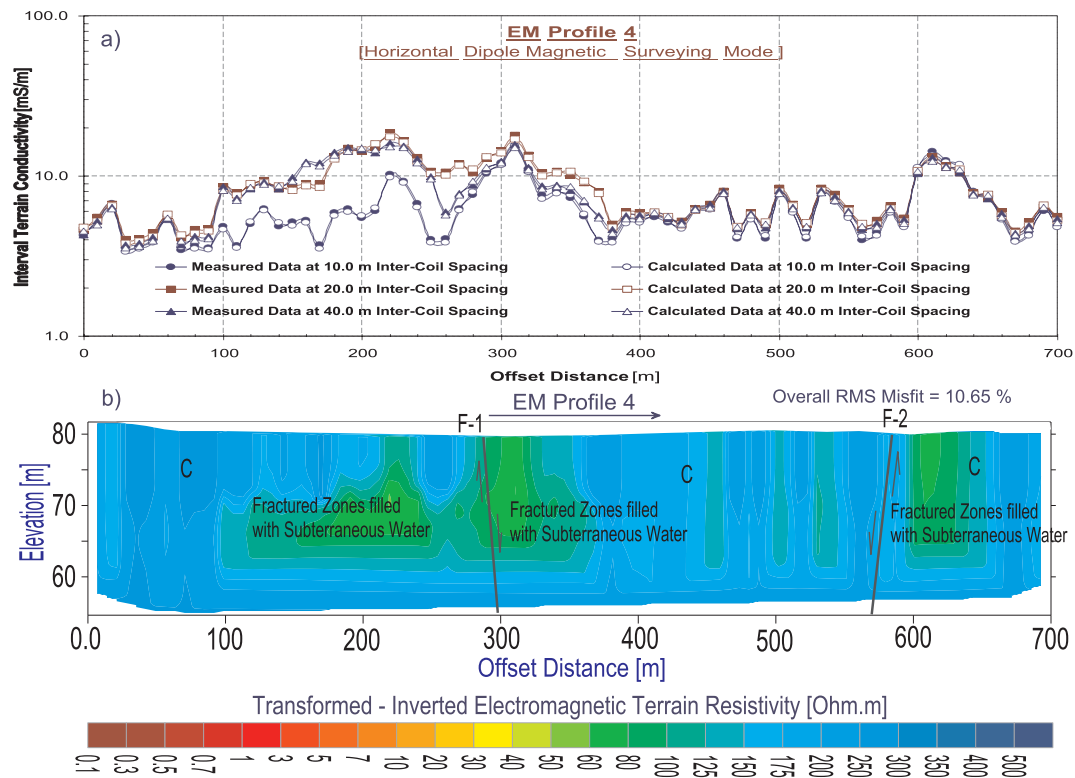 a)
EM Profile 4
[Horizontal Dipole Magnetic Surveying Mode]
Interval Terrain Conductivity[mS/m]
100.0
10.0
1.0
Measured Data at 10.0 m Inter-Coil Spacing
Calculated Data at 10.0 m Inter-Coil Spacing
Measured Data at 20.0 m Inter-Coil Spacing
Calculated Data at 20.0 m Inter-Coil Spacing
Measured Data at 40.0 m Inter-Coil Spacing
Calculated Data at 40.0 m Inter-Coil Spacing
0 100 200 300 400 500 600 700
Offset Distance[m]
b)
EM Profile 4
Overall RMS Misfit = 10.65 %
F-1
F-2
Elevation [m]
80
70
60
C
C
C
Fractured Zones filled
with Subterraneous Water
Fractured Zones filled
with Subterraneous Water
Fractured Zones filled
with Subterraneous Water
0.0 100 200 300 400 500 600 700
Offset Distance [m]
Transformed - Inverted Electromagnetic Terrain Resistivity [Ohm.m]
0.1 0.3 0.5 0.7 1 3 5 7 10 20 30 40 50 60 80 100 125 150 175 200 250 300 350 400 500